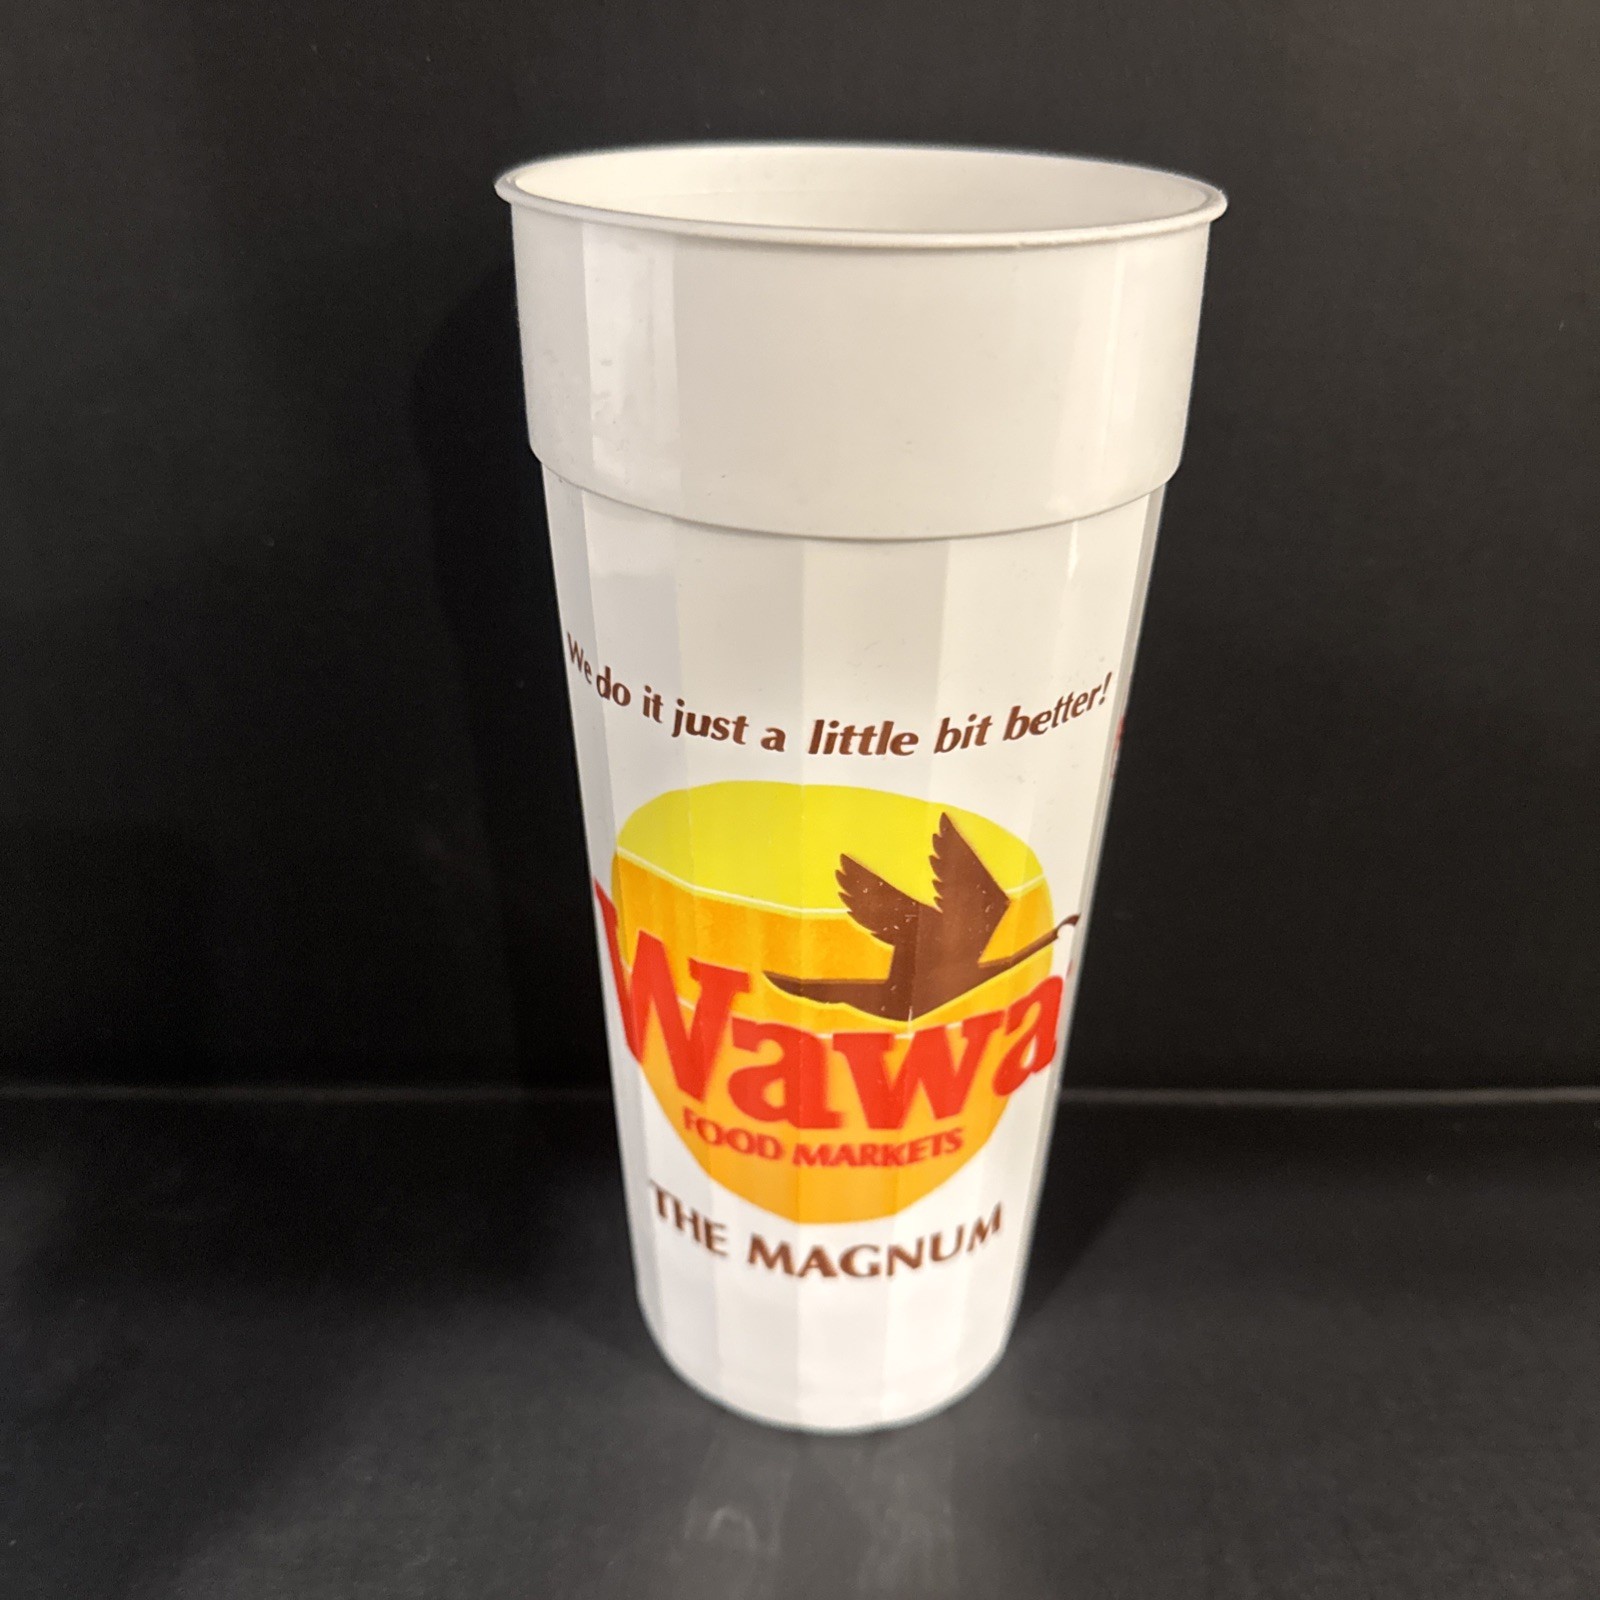 We do it just a little bit better!
Wawa
FOOD MARKETS
THE MAGNUM